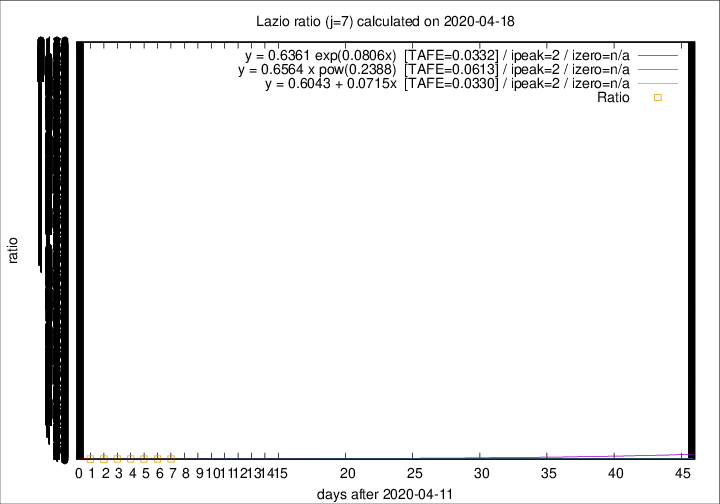 Lazio ratio (j=7) calculated on 2020-04-18
y = 0.6361 exp(0.0806x) [TAFE=0.0332] / ipeak=2 / izero=n/a
y = 0.6564 x pow(0.2388) [TAFE=0.0613] / ipeak=2 / izero=n/a
y = 0.6043 + 0.0715x [TAFE=0.0330] / ipeak=2 / izero=n/a
Ratio
ratio
0 1 2 3 4 5 6 7 8 9 10 11 12 13 14 15 20 25 30 35 40 45
days after 2020-04-11